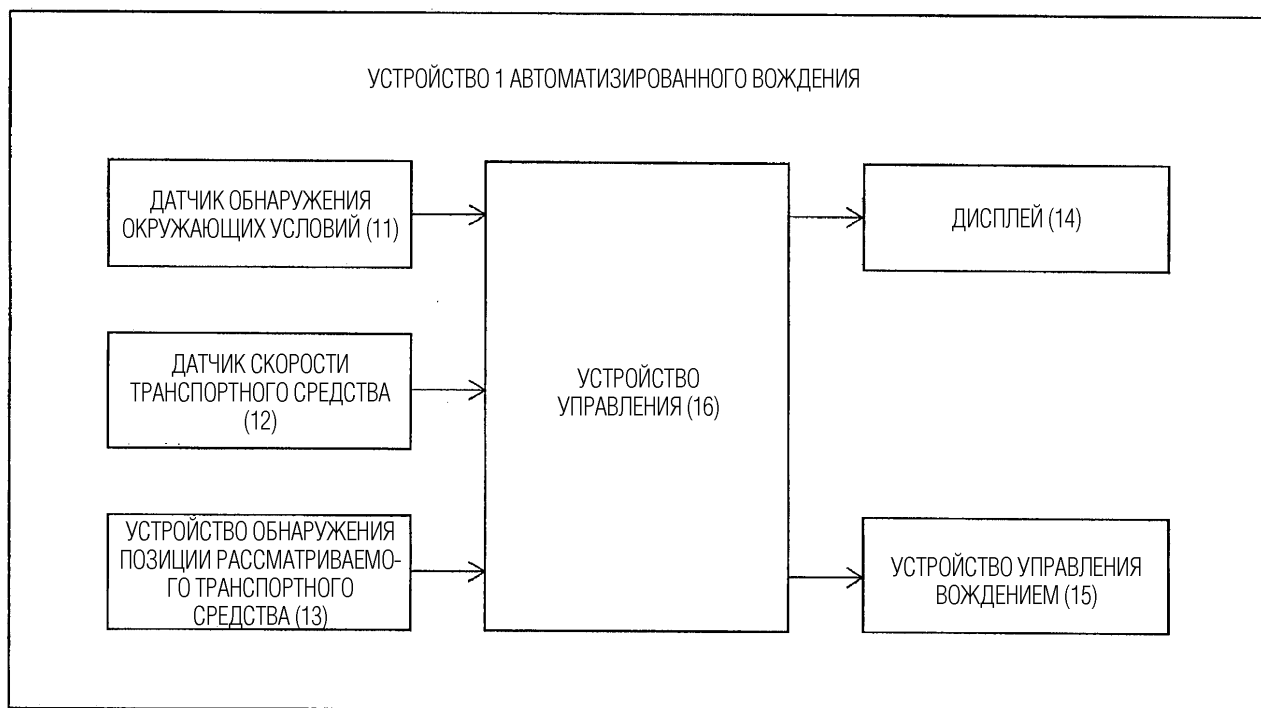 УСТРОЙСТВО 1 АВТОМАТИЗИРОВАННОГО ВОЖДЕНИЯ
ДАТЧИК ОБНАРУЖЕНИЯ
ОКРУЖАЮЩИХ УСЛОВИЙ (11)
ДАТЧИК СКОРОСТИ
ТРАНСПОРТНОГО СРЕДСТВА
(12)
УСТРОЙСТВО ОБНАРУЖЕНИЯ
ПОЗИЦИИ РАССМАТРИВАЕМО-
ГО ТРАНСПОРТНОГО
СРЕДСТВА (13)
УСТРОЙСТВО
УПРАВЛЕНИЯ (16)
ДИСПЛЕЙ (14)
УСТРОЙСТВО УПРАВЛЕНИЯ
ВОЖДЕНИЕМ (15)